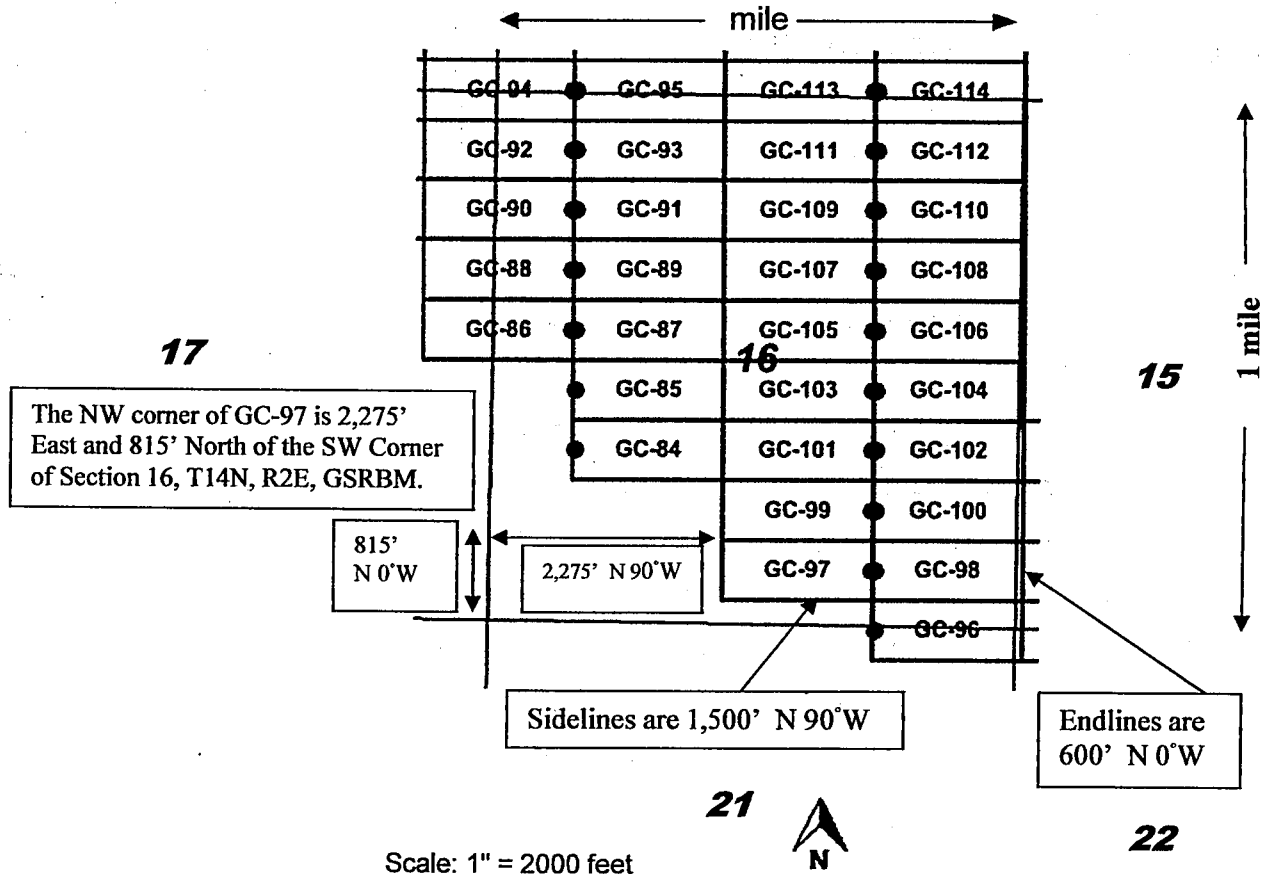 mile
GC-94 GC-95 GC-113 GC-114
GC-92 GC-93 GC-111 GC-112
GC-90 GC-91 GC-109 GC-110
GC-88 GC-89 GC-107 GC-108
GC-86 GC-87 GC-105 GC-106
17
16
15
1 mile
GC-85 GC-103 GC-104
GC-84 GC-101 GC-102
GC-99 GC-100
GC-97 GC-98
GC-96
The NW corner of GC-97 is 2,275'
East and 815' North of the SW Corner
of Section 16, T14N, R2E, GSRBM.
815'
N 0°W
2,275' N 90°W
Sidelines are 1,500' N 90°W
Endlines are
600' N 0°W
21
N
22
Scale: 1" = 2000 feet